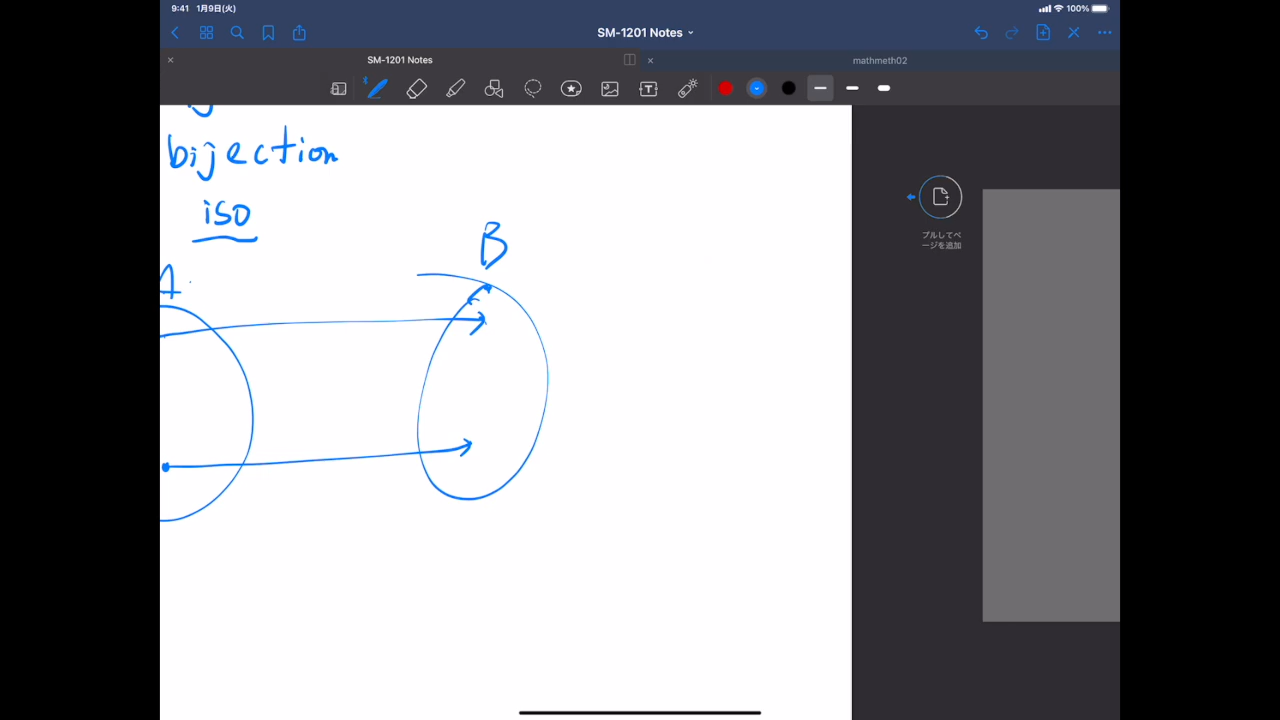 9:41 1月9日(火) 100%
SM-1201 Notes
SM-1201 Notes
mathmeth02
bijection
iso
A
B
プルしてペ
ージを追加